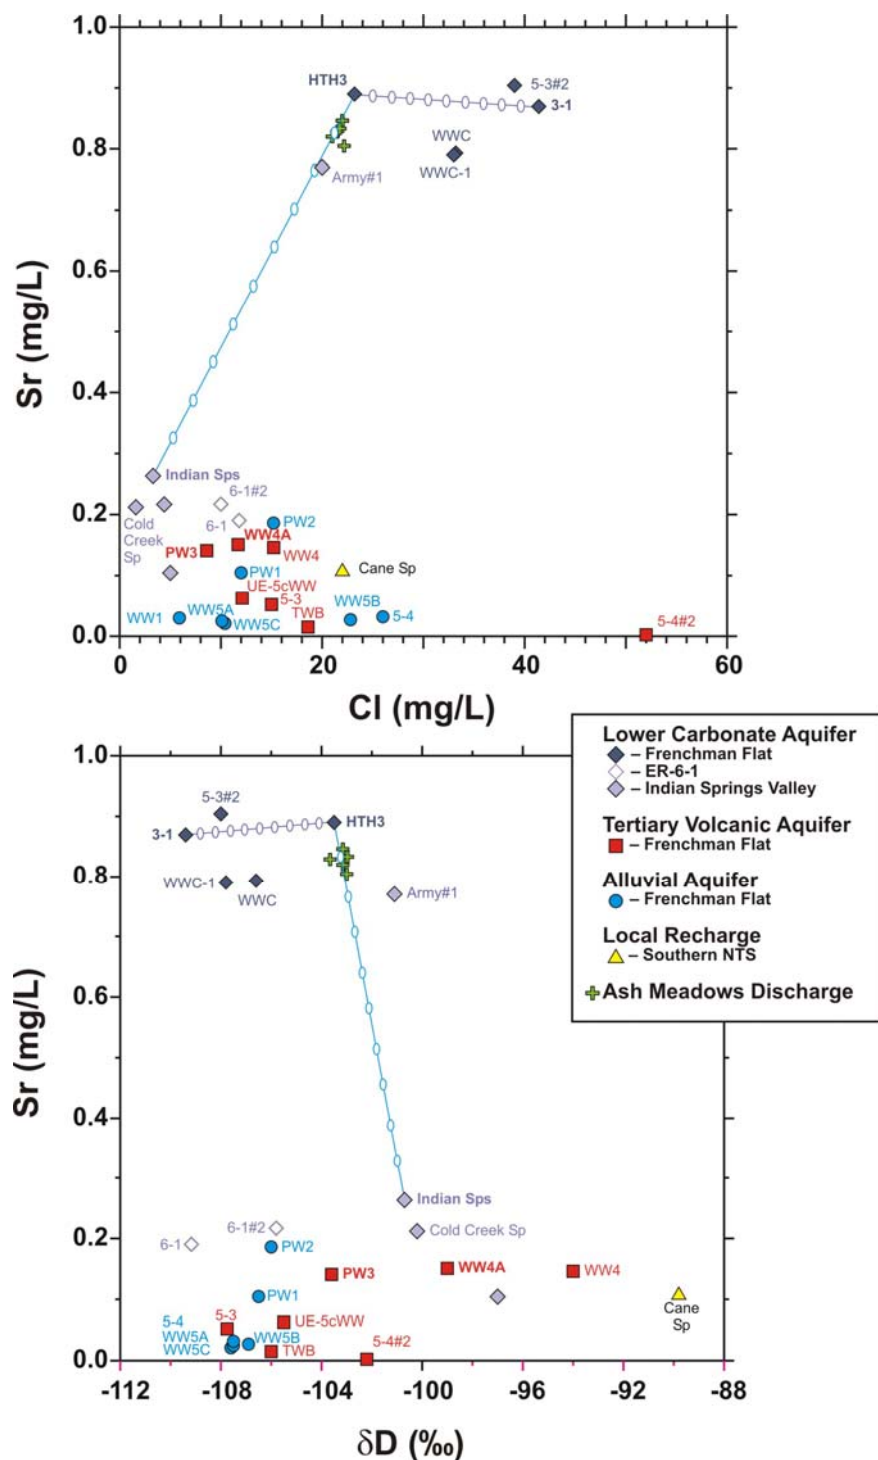 1.0
HTH3
5-3#2
3-1
WWC
WWC-1
0.8
Army#1
0.6
Sr (mg/L)
0.4
Indian Sps
6-1#2
Cold
Creek
Sp
0.2
6-1
PW2
WW4A
PW3
WW4
PW1
Cane Sp
UE-5cWW
5-3
WW5A
WW5B
WW1
TWB
5-4
WW5C
5-4#2
0.0
0
20
40
60
Cl (mg/L)
Lower Carbonate Aquifer
– Frenchman Flat
– ER-6-1
– Indian Springs Valley
Tertiary Volcanic Aquifer
– Frenchman Flat
Alluvial Aquifer
– Frenchman Flat
Local Recharge
– Southern NTS
Ash Meadows Discharge
1.0
5-3#2
3-1
HTH3
WWC-1
WWC
Army#1
0.8
0.6
Sr (mg/L)
0.4
Indian Sps
6-1#2
Cold Creek Sp
0.2
6-1
PW2
PW3
WW4A
WW4
PW1
Cane
Sp
5-4
5-3
UE-5cWW
WW5A
WW5B
WW5C
TWB
5-4#2
0.0
-112
-108
-104
-100
-96
-92
-88
δD (‰)